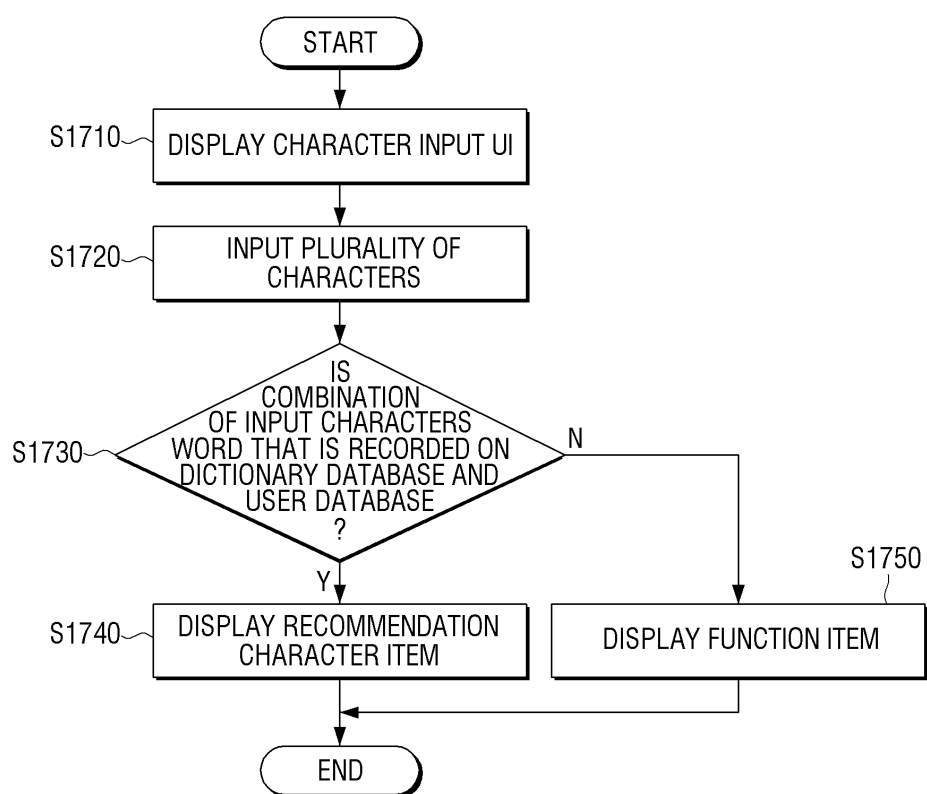 START
S1710
DISPLAY CHARACTER INPUT UI
S1720
INPUT PLURALITY OF
CHARACTERS
S1730
IS
COMBINATION
OF INPUT CHARACTERS
WORD THAT IS RECORDED ON
DICTIONARY DATABASE AND
USER DATABASE
?
N
Y
S1740
DISPLAY RECOMMENDATION
CHARACTER ITEM
S1750
DISPLAY FUNCTION ITEM
END